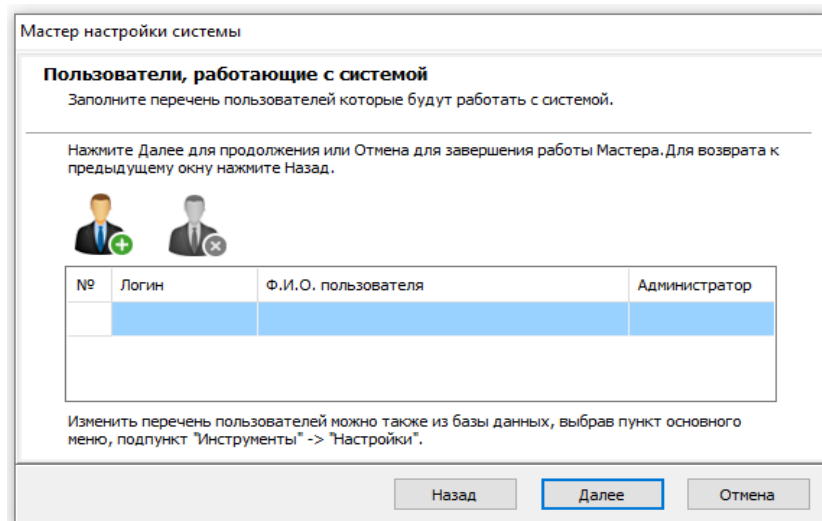 Мастер настройки системы
Пользователи, работающие с системой
Заполните перечень пользователей которые будут работать с системой.
Нажмите Далее для продолжения или Отмена для завершения работы Мастера.Для возврата к
предыдущему окну нажмите Назад.
№ Логин Ф.И.О. пользователя Администратор
Изменить перечень пользователей можно также из базы данных, выбрав пункт основного
меню, подпункт "Инструменты" -> "Настройки".
Назад Далее Отмена